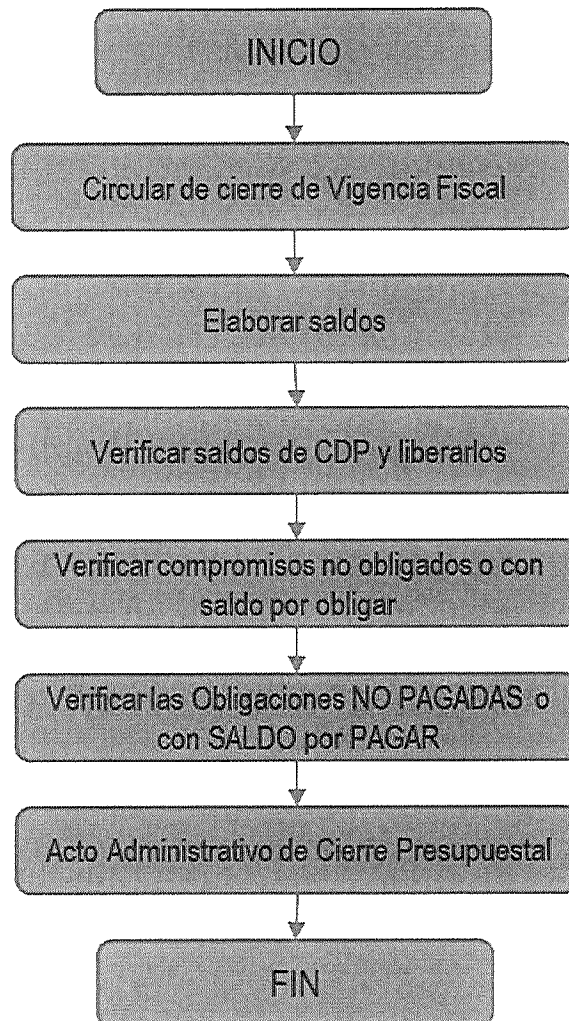 INICIO
Circular de cierre de Vigencia Fiscal
Elaborar saldos
Verificar saldos de CDP y liberarlos
Verificar compromisos no obligados o con
saldo por obligar
Verificar las Obligaciones NO PAGADAS o
con SALDO por PAGAR
Acto Administrativo de Cierre Presupuestal
FIN